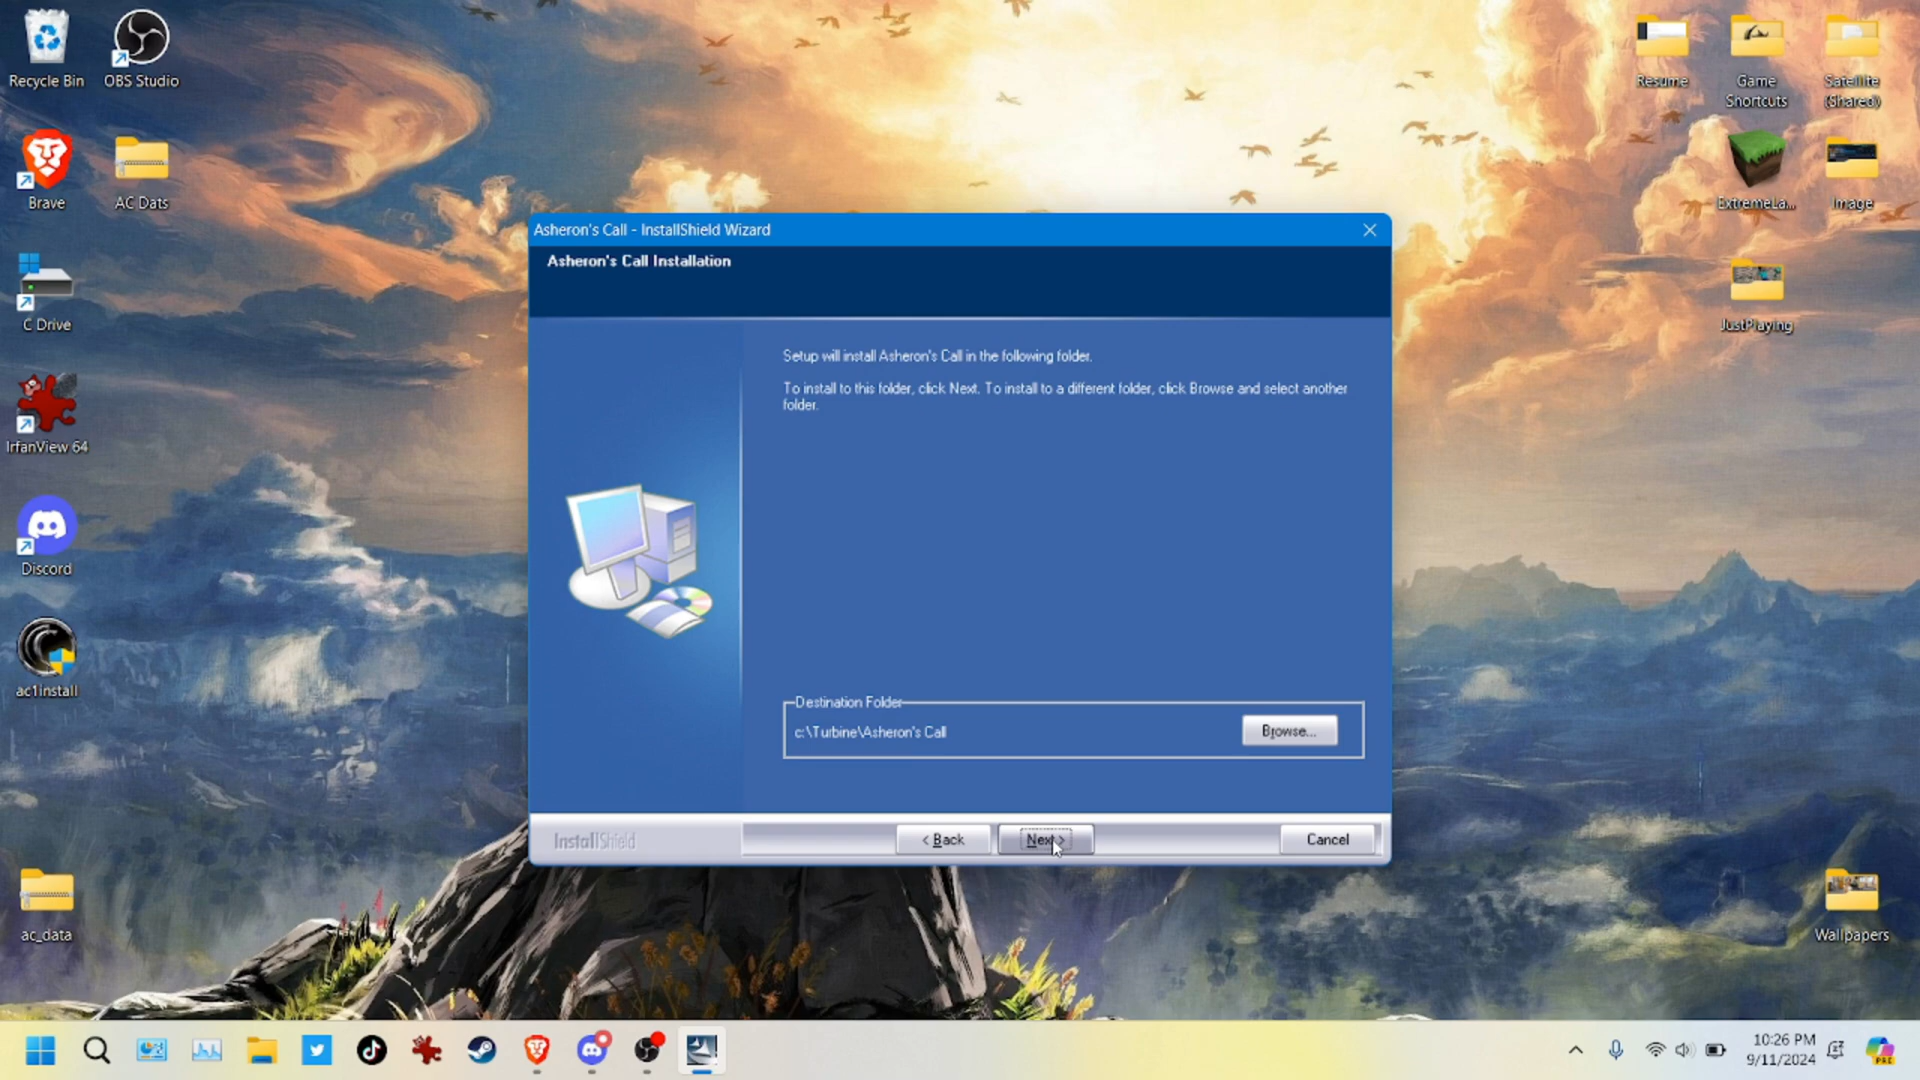 Recycle Bin
OBS Studio
Brave
AC Dats
C Drive
IrfanView 64
Discord
ac1install
ac_data
Resume
Game
Shortcuts
Satellite
(Shared)
ExtremeLa...
Image
JustPlaying
Wallpapers
Asheron's Call - InstallShield Wizard
Asheron's Call Installation
Setup will install Asheron's Call in the following folder.
To install to this folder, click Next. To install to a different folder, click Browse and select another
folder.
Destination Folder
c:\Turbine\Asheron's Call
Browse...
InstallShield
< Back
Next >
Cancel
10:26 PM
9/11/2024
PRE